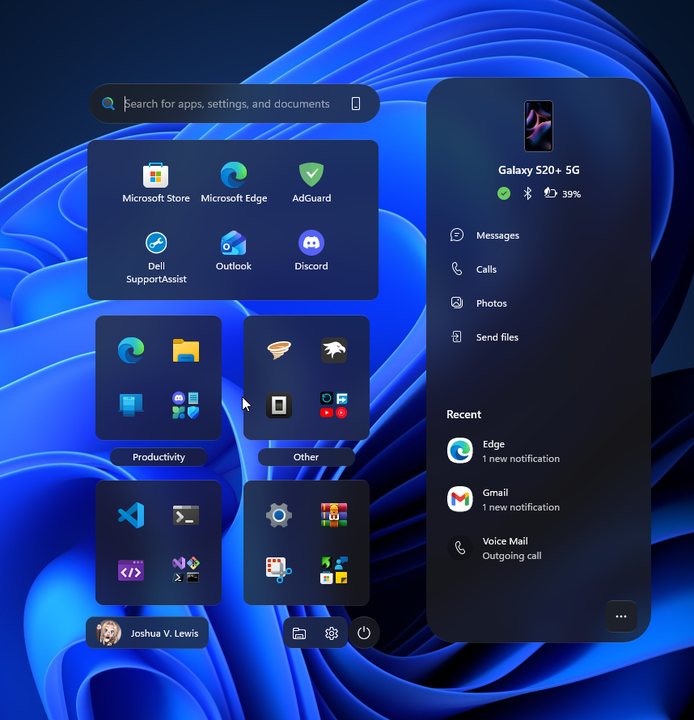 Search for apps, settings, and documents
Microsoft Store
Microsoft Edge
AdGuard
Dell
SupportAssist
Outlook
Discord
Productivity
Other
Joshua V. Lewis
Galaxy S20+ 5G
39%
Messages
Calls
Photos
Send files
Recent
Edge
1 new notification
Gmail
1 new notification
Voice Mail
Outgoing call